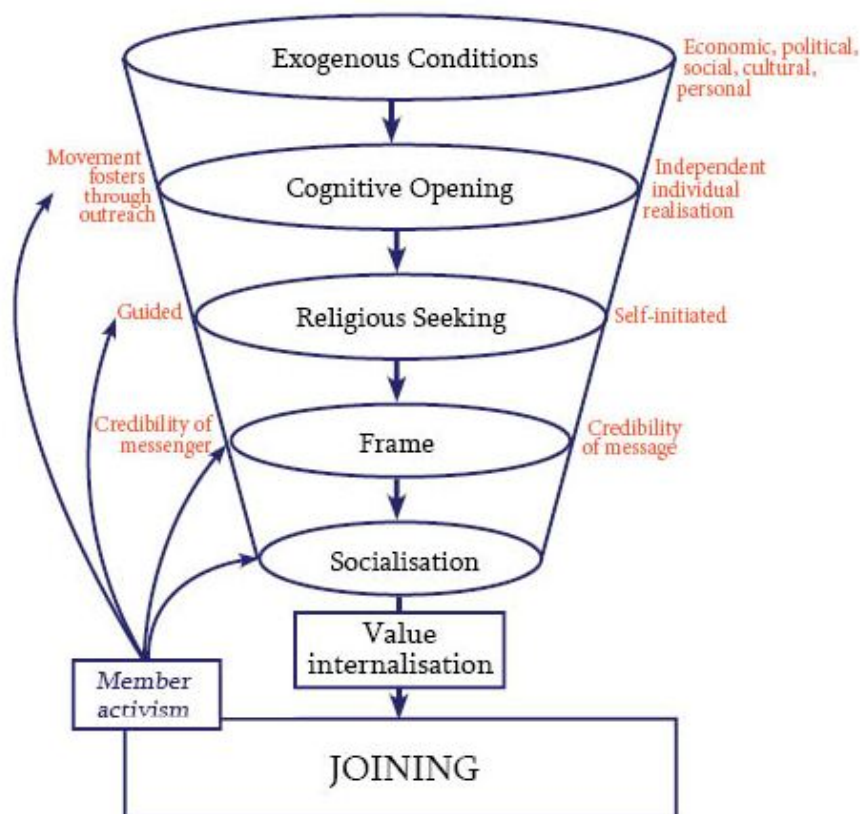 Exogenous Conditions
Economic, political,
social, cultural,
personal
Movement
fosters
through
outreach
Cognitive Opening
Independent
individual
realisation
Guided
Religious Seeking
Self-initiated
Credibility of
messenger
Frame
Credibility
of message
Socialisation
Value
internalisation
Member
activism
JOINING